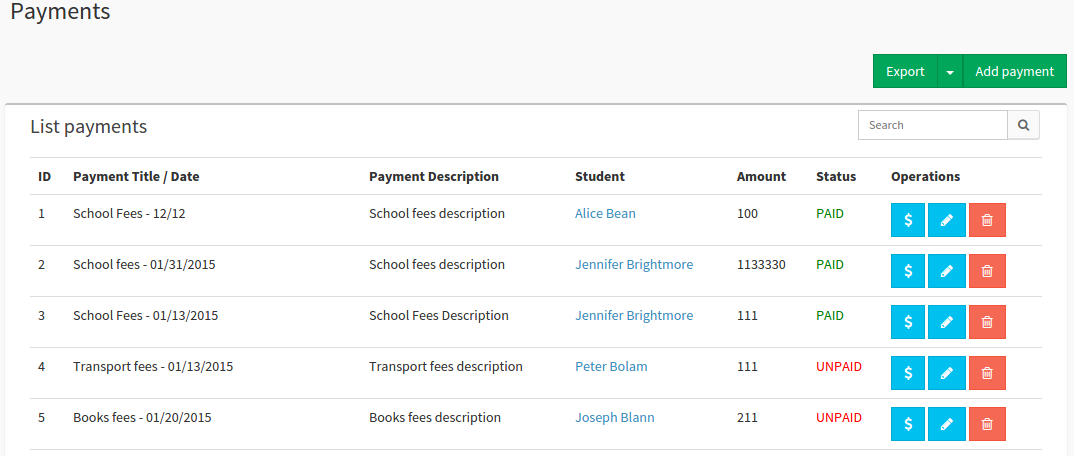 Payments
Export Add payment
List payments Search
ID Payment Title / Date Payment Description Student Amount Status Operations
1 School Fees - 12/12 School fees description Alice Bean 100 PAID $
2 School fees - 01/31/2015 School fees description Jennifer Brightmore 1133330 PAID $
3 School Fees - 01/13/2015 School Fees Description Jennifer Brightmore 111 PAID $
4 Transport fees - 01/13/2015 Transport fees description Peter Bolam 111 UNPAID $
5 Books fees - 01/20/2015 Books fees description Joseph Blann 211 UNPAID $